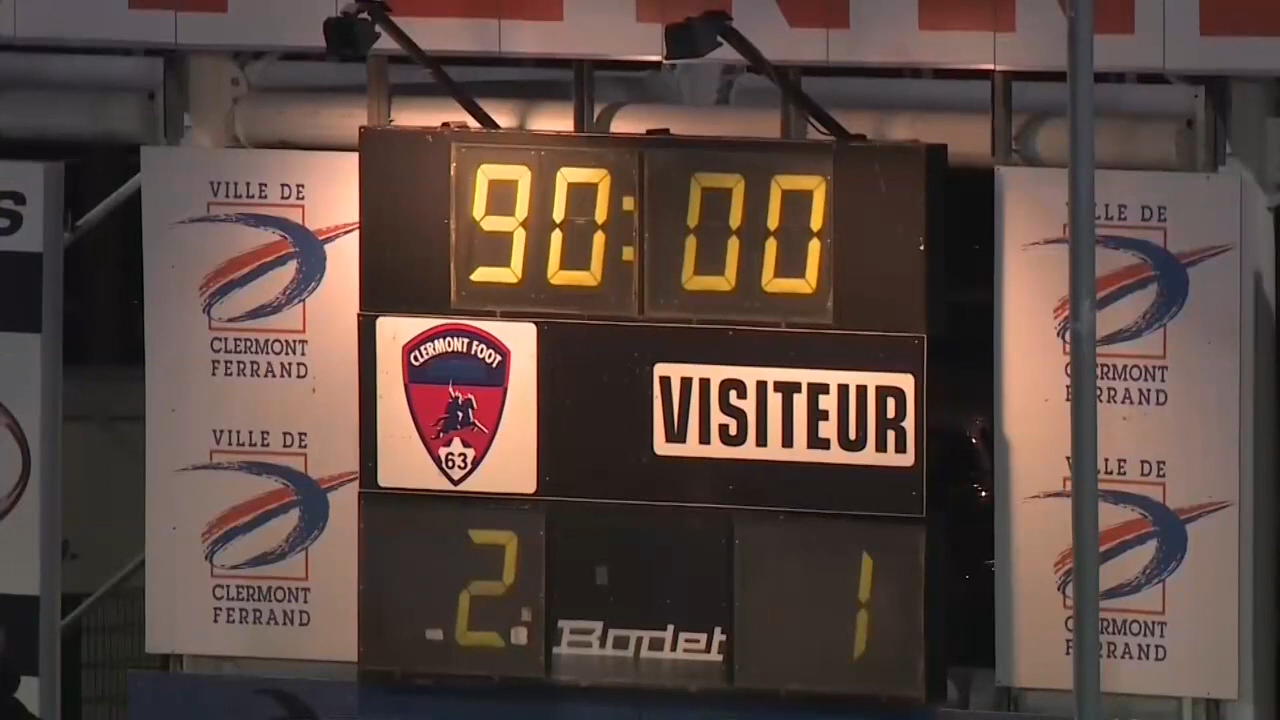 S
VILLE DE
CLERMONT
FERRAND
VILLE DE
CLERMONT
FERRAND
90:00
CLERMONT FOOT
63
VISITEUR
2
1
Bodet
VILLE DE
CLERMONT
FERRAND
VILLE DE
CLERMONT
FERRAND